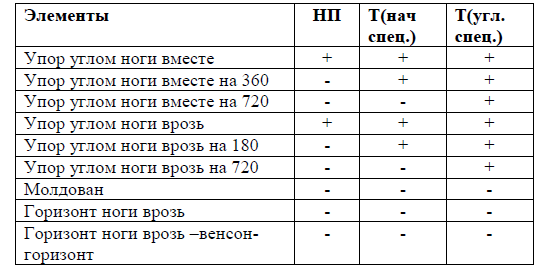 Элементы НП Т(нач спец.) Т(угл. спец.)
Упор углом ноги вместе + + +
Упор углом ноги вместе на 360 - + +
Упор углом ноги вместе на 720 - - +
Упор углом ноги врозь + + +
Упор углом ноги врозь на 180 - + +
Упор углом ноги врозь на 720 - - +
Молдован - - -
Горизонт ноги врозь - - -
Горизонт ноги врозь –венсон- - - -
горизонт